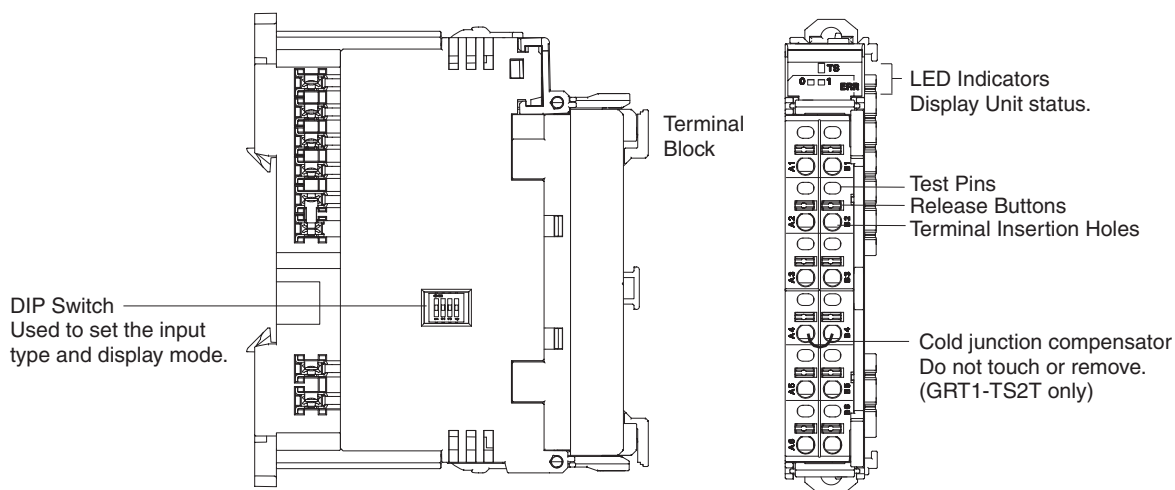 DIP Switch
Used to set the input
type and display mode.
Terminal
Block
TS
0 1 ERR
LED Indicators
Display Unit status.
Test Pins
Release Buttons
Terminal Insertion Holes
Cold junction compensator
Do not touch or remove.
(GRT1-TS2T only)
A1 B1
A2 B2
A3 B3
A4 B4
A5 B5
A6 B6